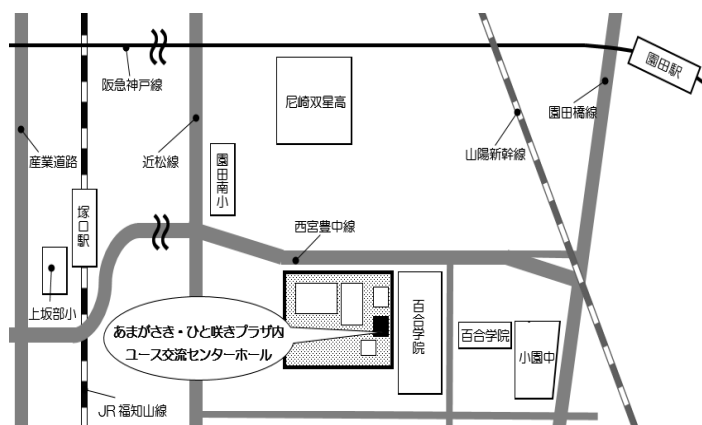 園田駅
阪急神戸線
尼崎双星高
園田橋線
産業道路
近松線
園田南小
山陽新幹線
塚口駅
西宮豊中線
上坂部小
あまがさき・ひと咲きプラザ内
ユース交流センターホール
百合学院
百合学院
小園中
JR福知山線